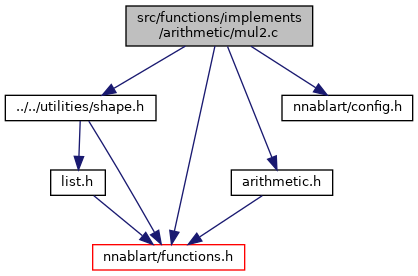 src/functions/implements
/arithmetic/mul2.c
../../utilities/shape.h
nnablart/config.h
list.h
arithmetic.h
nnablart/functions.h